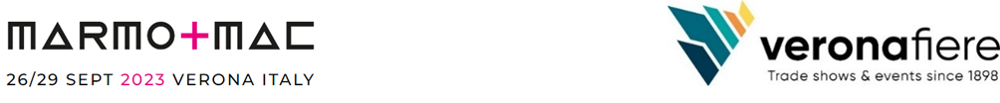 MARMO+MAC
26/29 SEPT 2023 VERONA ITALY
veronafiere
Trade shows & events since 1898